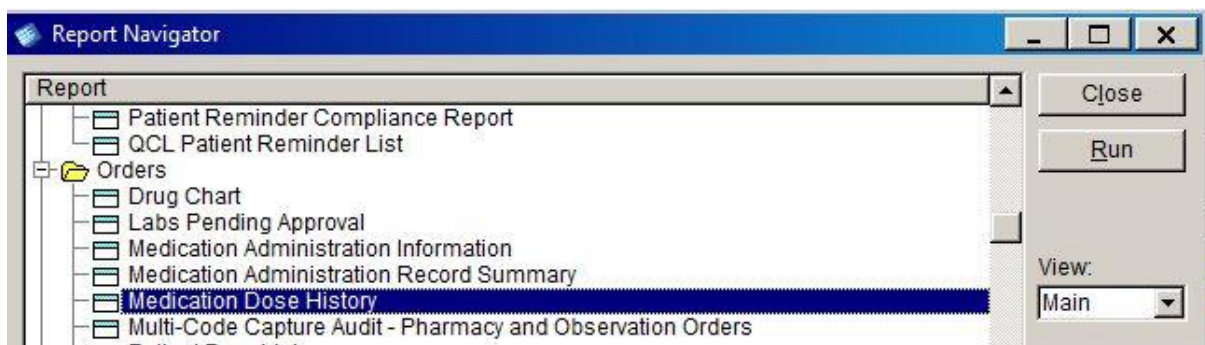 Report Navigator
Report
Close
Patient Reminder Compliance Report
QCL Patient Reminder List
Run
Orders
Drug Chart
Labs Pending Approval
Medication Administration Information
View:
Medication Administration Record Summary
Medication Dose History
Main
Multi-Code Capture Audit - Pharmacy and Observation Orders